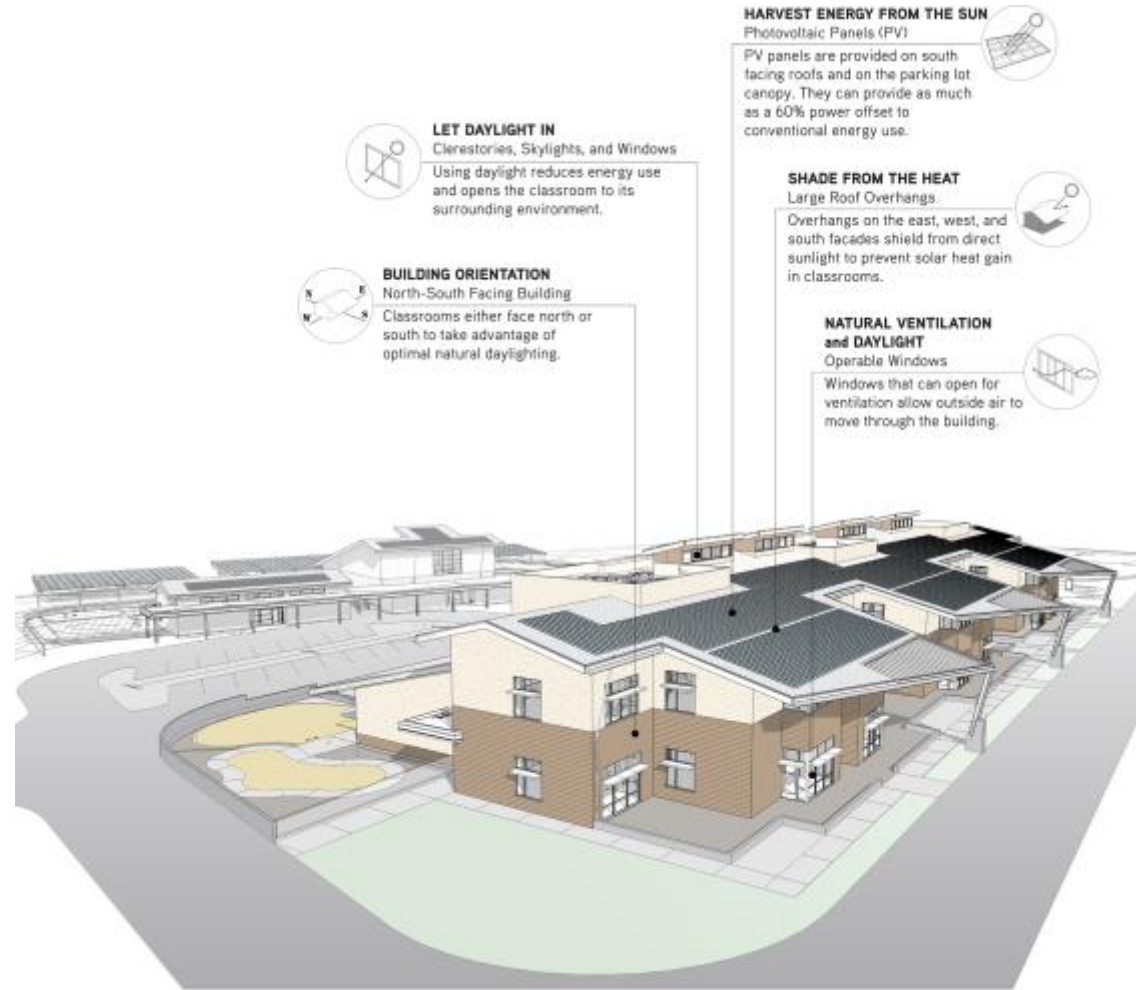 HARVEST ENERGY FROM THE SUN
Photovoltaic Panels (PV)
PV panels are provided on south
facing roofs and on the parking lot
canopy. They can provide as much
as a 60% power offset to
conventional energy use.
LET DAYLIGHT IN
Clerestories, Skylights, and Windows
Using daylight reduces energy use
and opens the classroom to its
surrounding environment.
SHADE FROM THE HEAT
Large Roof Overhangs
Overhangs on the east, west, and
south facades shield from direct
sunlight to prevent solar heat gain
in classrooms.
BUILDING ORIENTATION
North-South Facing Building
Classrooms either face north or
south to take advantage of
optimal natural daylighting.
N E
W S
NATURAL VENTILATION
and DAYLIGHT
Operable Windows
Windows that can open for
ventilation allow outside air to
move through the building.